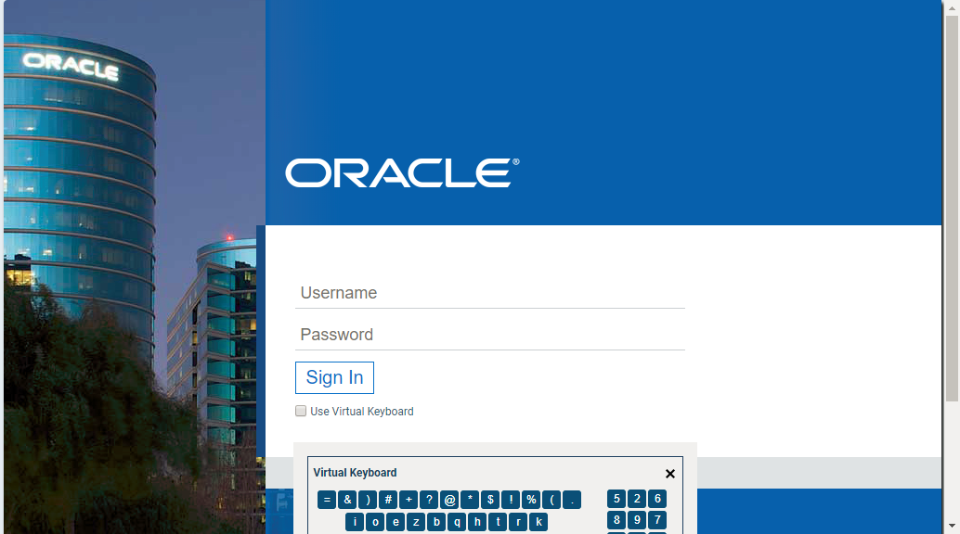 ORACLE
ORACLE®
Username
Password
Sign In
Use Virtual Keyboard
Virtual Keyboard
= & ) # + ? @ * $ ! % ( .
5 2 6
i o e z b q h t r k
8 9 7